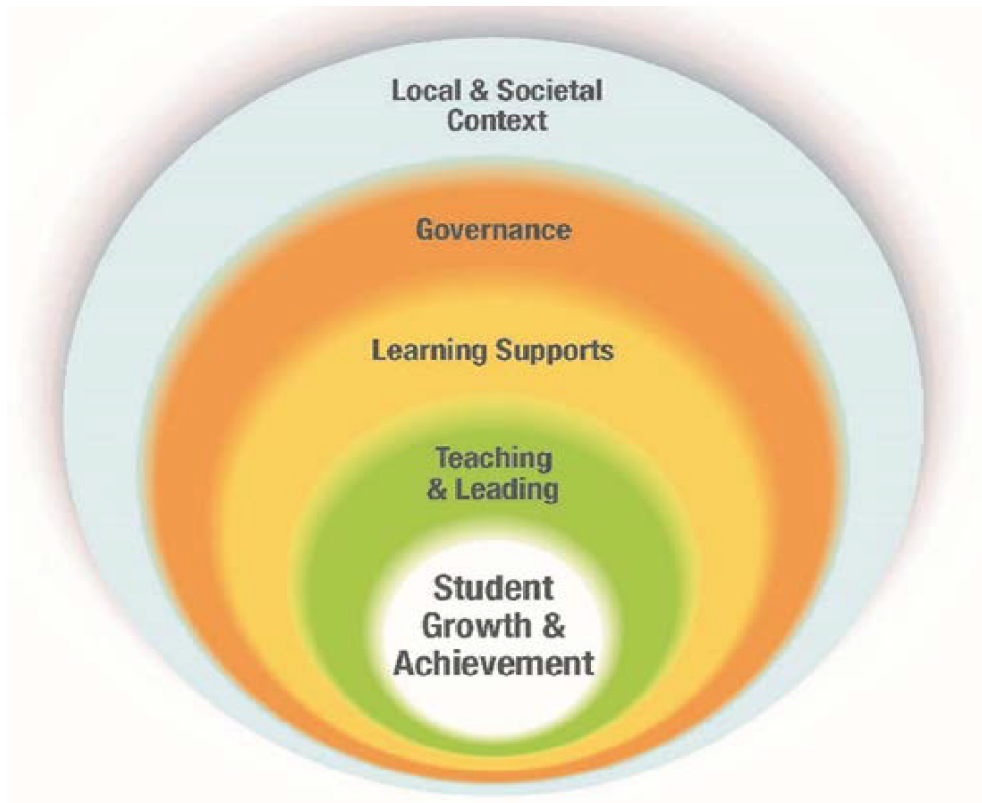 Local & Societal
Context
Governance
Learning Supports
Teaching
& Leading
Student
Growth &
Achievement